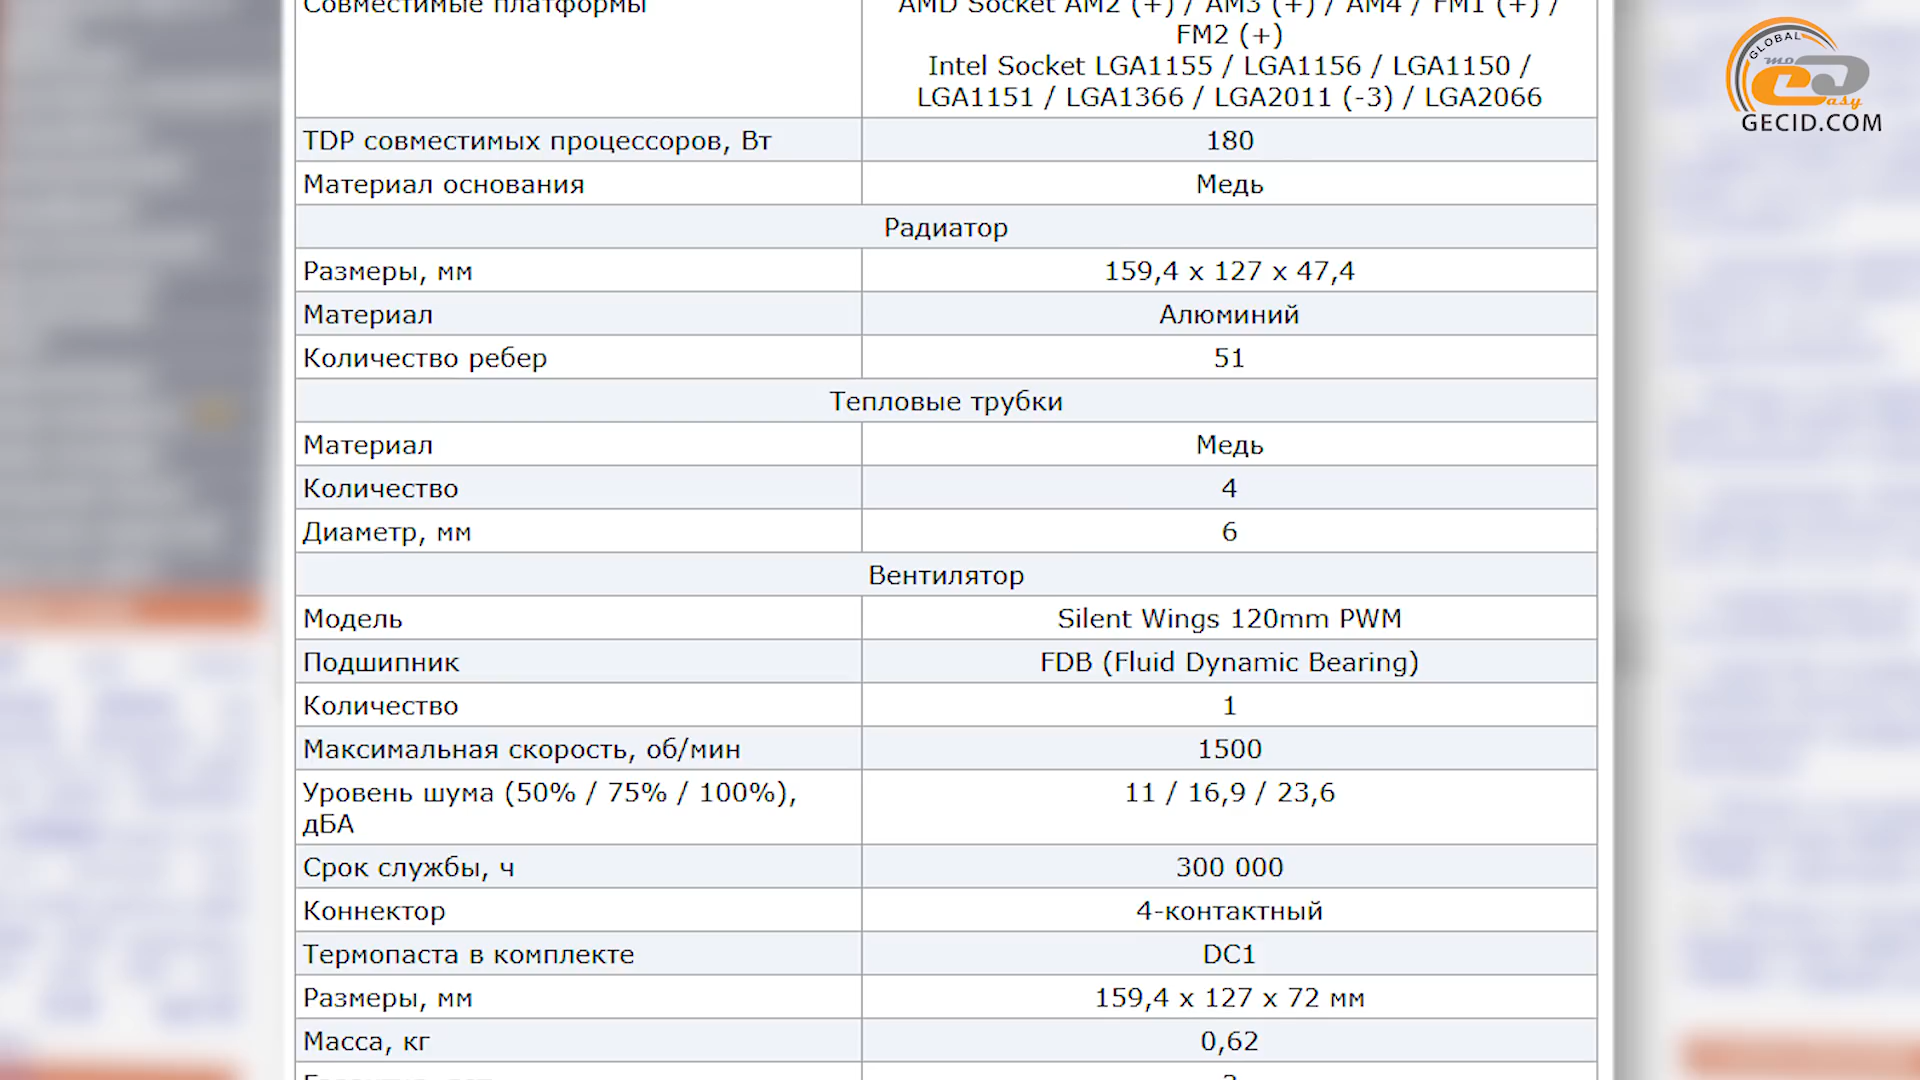 Совместимые платформы
AMD Socket AM2 (+) / AM3 (+) / AM4 / FM1 (+) /
FM2 (+)
Intel Socket LGA1155 / LGA1156 / LGA1150 /
LGA1151 / LGA1366 / LGA2011 (-3) / LGA2066
TDP совместимых процессоров, Вт
180
Материал основания
Медь
Радиатор
Размеры, мм
159,4 x 127 x 47,4
Материал
Алюминий
Количество ребер
51
Тепловые трубки
Материал
Медь
Количество
4
Диаметр, мм
6
Вентилятор
Модель
Silent Wings 120mm PWM
Подшипник
FDB (Fluid Dynamic Bearing)
Количество
1
Максимальная скорость, об/мин
1500
Уровень шума (50% / 75% / 100%),
дБА
11 / 16,9 / 23,6
Срок службы, ч
300 000
Коннектор
4-контактный
Термопаста в комплекте
DC1
Размеры, мм
159,4 x 127 x 72 мм
Масса, кг
0,62
GLOBAL
easy
GECID.COM